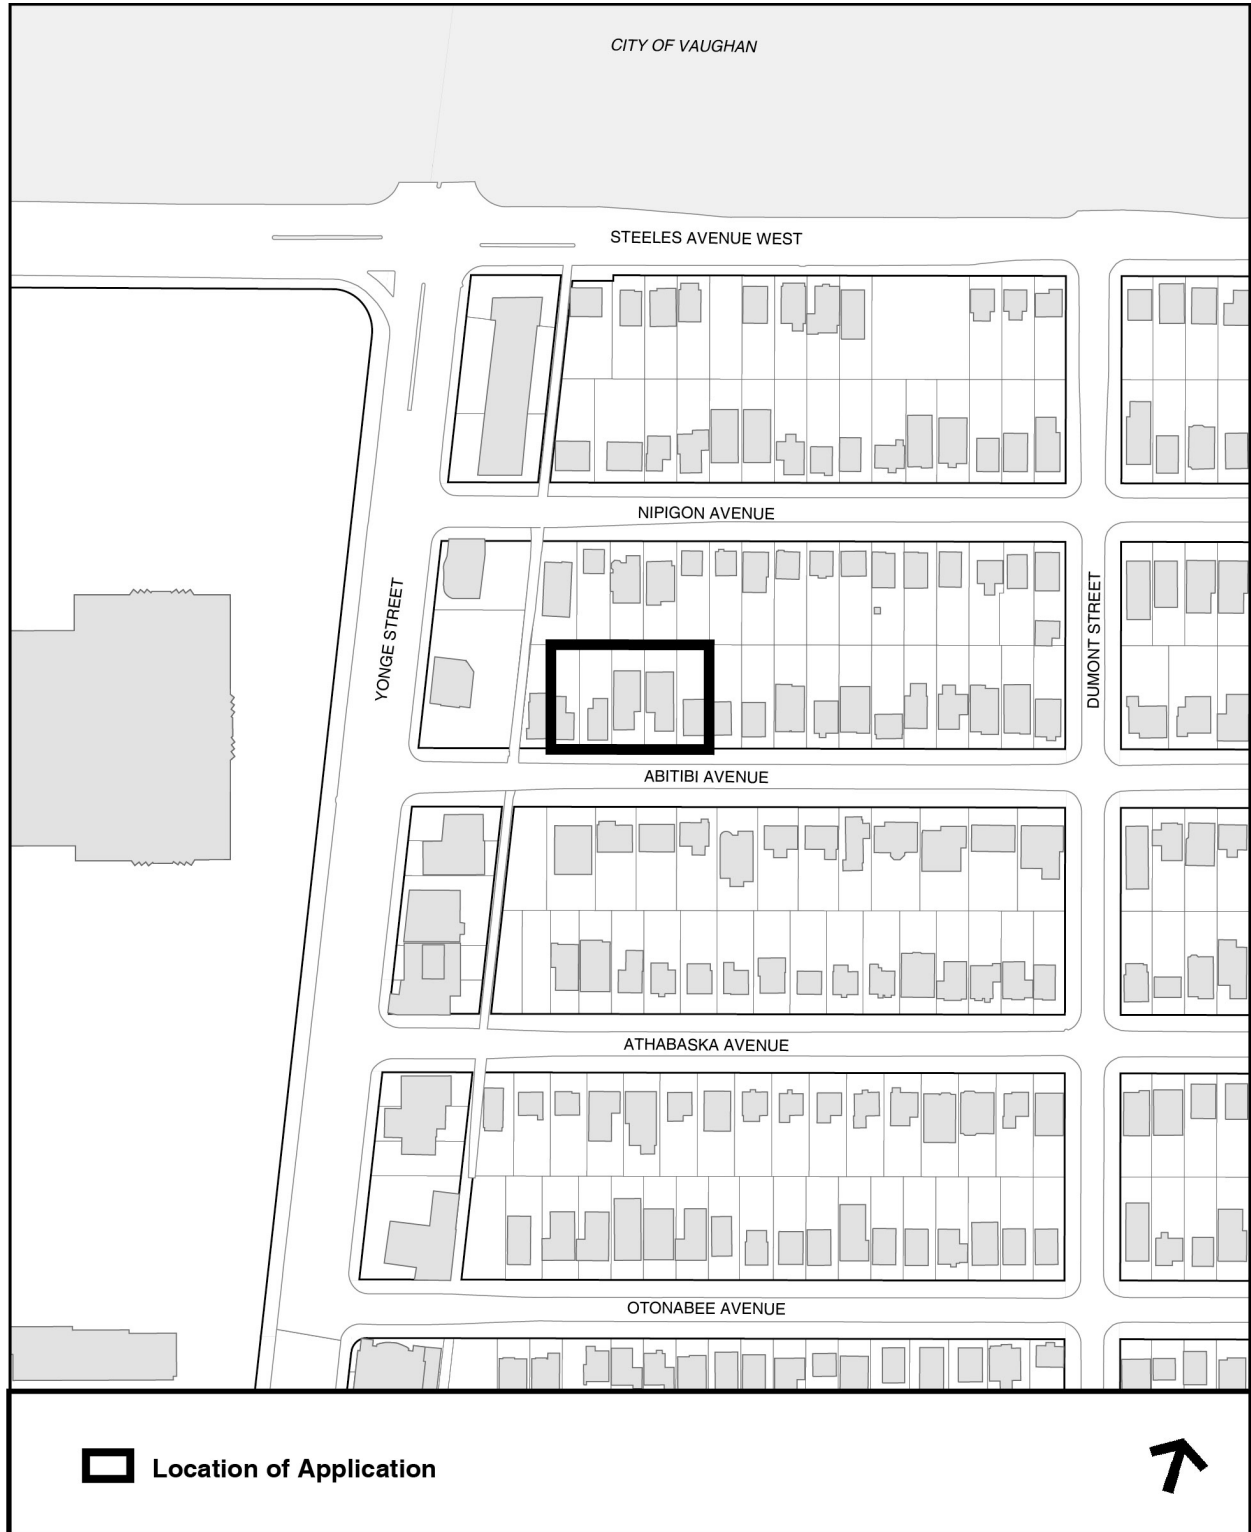 CITY OF VAUGHAN
STEELES AVENUE WEST
NIPIGON AVENUE
YONGE STREET
DUMONT STREET
ABITIBI AVENUE
ATHABASKA AVENUE
OTONABEE AVENUE
Location of Application